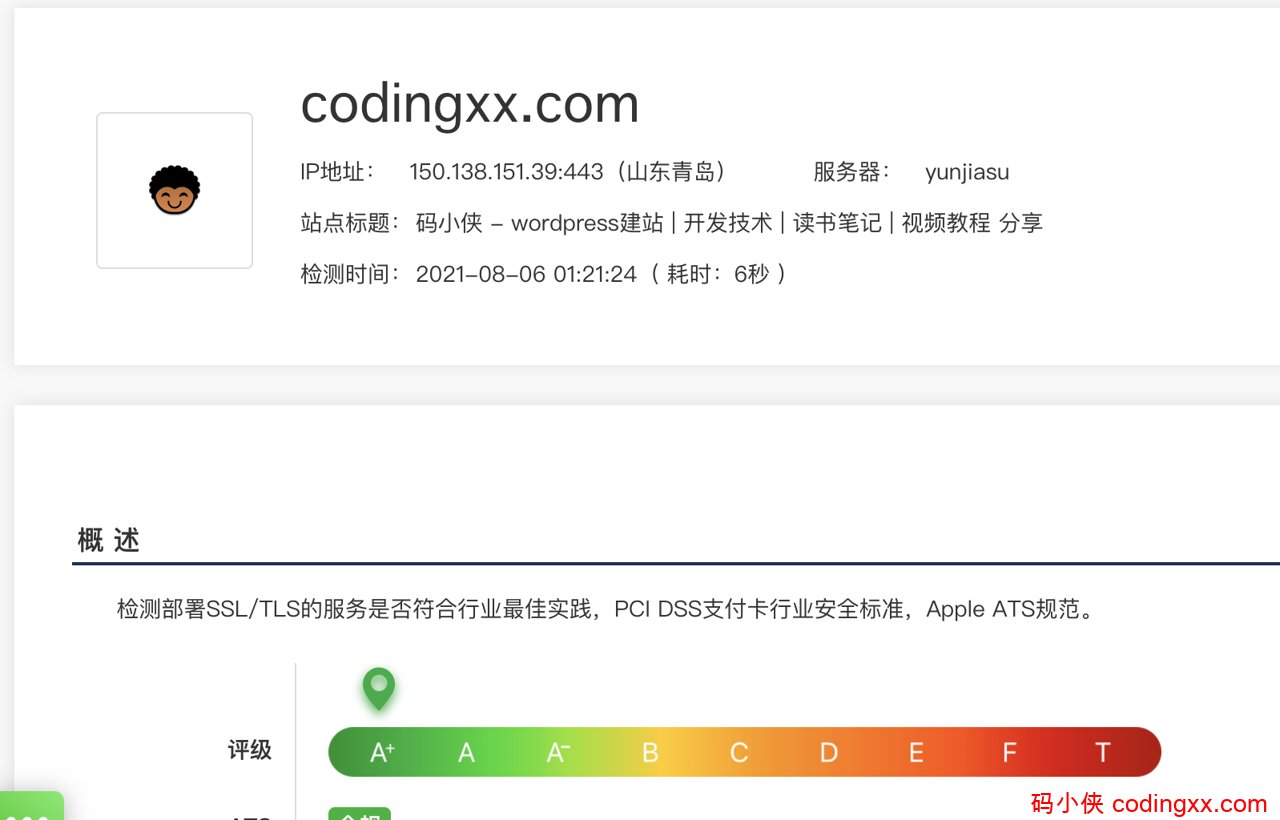 codingxx.com
IP地址： 150.138.151.39:443（山东青岛） 服务器： yunjiasu
站点标题： 码小侠 – wordpress建站 | 开发技术 | 读书笔记 | 视频教程 分享
检测时间： 2021-08-06 01:21:24（ 耗时：6秒 ）
概 述
检测部署SSL/TLS的服务是否符合行业最佳实践，PCI DSS支付卡行业安全标准，Apple ATS规范。
评级 A+ A A- B C D E F T
码小侠 codingxx.com